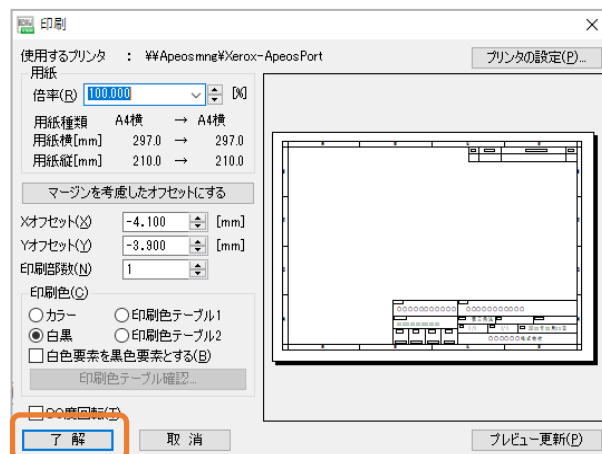 印刷
使用するプリンタ : ¥¥Apeosmng¥Xerox-ApeosPort
プリンタの設定(P)...
用紙
倍率(R) 100.000 [%]
用紙種類 A4横 → A4横
用紙横[mm] 297.0 → 297.0
用紙縦[mm] 210.0 → 210.0
マージンを考慮したオフセットにする
Xオフセット(X) -4.100 [mm]
Yオフセット(Y) -3.900 [mm]
印刷部数(N) 1
印刷色(C)
カラー 印刷色テーブル1
白黒 印刷色テーブル2
白色要素を黒色要素とする(B)
印刷色テーブル確認...
了 解
取 消
プレビュー更新(P)